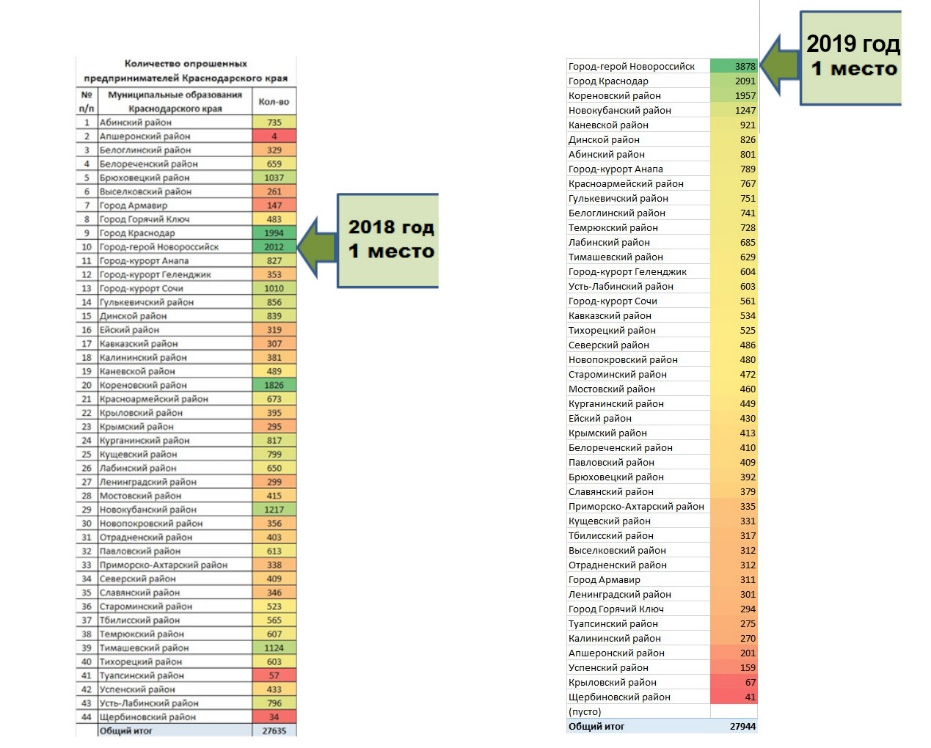 Количество опрошенных
предпринимателей Краснодарского края
№ п/п Муниципальные образования Краснодарского края Кол-во
1 Абинский район 735
2 Апшеронский район 4
3 Белоглинский район 329
4 Белореченский район 659
5 Брюховецкий район 1037
6 Выселковский район 261
7 Город Армавир 147
8 Город Горячий Ключ 483
9 Город Краснодар 1994
10 Город-герой Новороссийск 2012
11 Город-курорт Анапа 827
12 Город-курорт Геленджик 353
13 Город-курорт Сочи 1010
14 Гулькевичский район 856
15 Динской район 839
16 Ейский район 319
17 Кавказский район 307
18 Калининский район 381
19 Каневской район 489
20 Кореновский район 1826
21 Красноармейский район 673
22 Крыловский район 395
23 Крымский район 295
24 Курганинский район 817
25 Кущевский район 799
26 Лабинский район 650
27 Ленинградский район 299
28 Мостовский район 415
29 Новокубанский район 1217
30 Новопокровский район 356
31 Отрадненский район 403
32 Павловский район 613
33 Приморско-Ахтарский район 338
34 Северский район 409
35 Славянский район 346
36 Староминский район 523
37 Тбилисский район 565
38 Темрюкский район 607
39 Тимашевский район 1124
40 Тихорецкий район 603
41 Туапсинский район 57
42 Успенский район 433
43 Усть-Лабинский район 796
44 Щербиновский район 34
Общий итог 27635
2018 год
1 место
Город-герой Новороссийск 3878
Город Краснодар 2091
Кореновский район 1957
Новокубанский район 1247
Каневской район 921
Динской район 826
Абинский район 801
Город-курорт Анапа 789
Красноармейский район 767
Гулькевичский район 751
Белоглинский район 741
Темрюкский район 728
Лабинский район 685
Тимашевский район 629
Город-курорт Геленджик 604
Усть-Лабинский район 603
Город-курорт Сочи 561
Кавказский район 534
Тихорецкий район 525
Северский район 486
Новопокровский район 480
Староминский район 472
Мостовский район 460
Курганинский район 449
Ейский район 430
Крымский район 413
Белореченский район 410
Павловский район 409
Брюховецкий район 392
Славянский район 379
Приморско-Ахтарский район 335
Кущевский район 331
Тбилисский район 317
Выселковский район 312
Отрадненский район 312
Город Армавир 311
Ленинградский район 301
Город Горячий Ключ 294
Туапсинский район 275
Калининский район 270
Апшеронский район 201
Успенский район 159
Крыловский район 67
Щербиновский район 41
(пусто)
Общий итог 27944
2019 год
1 место